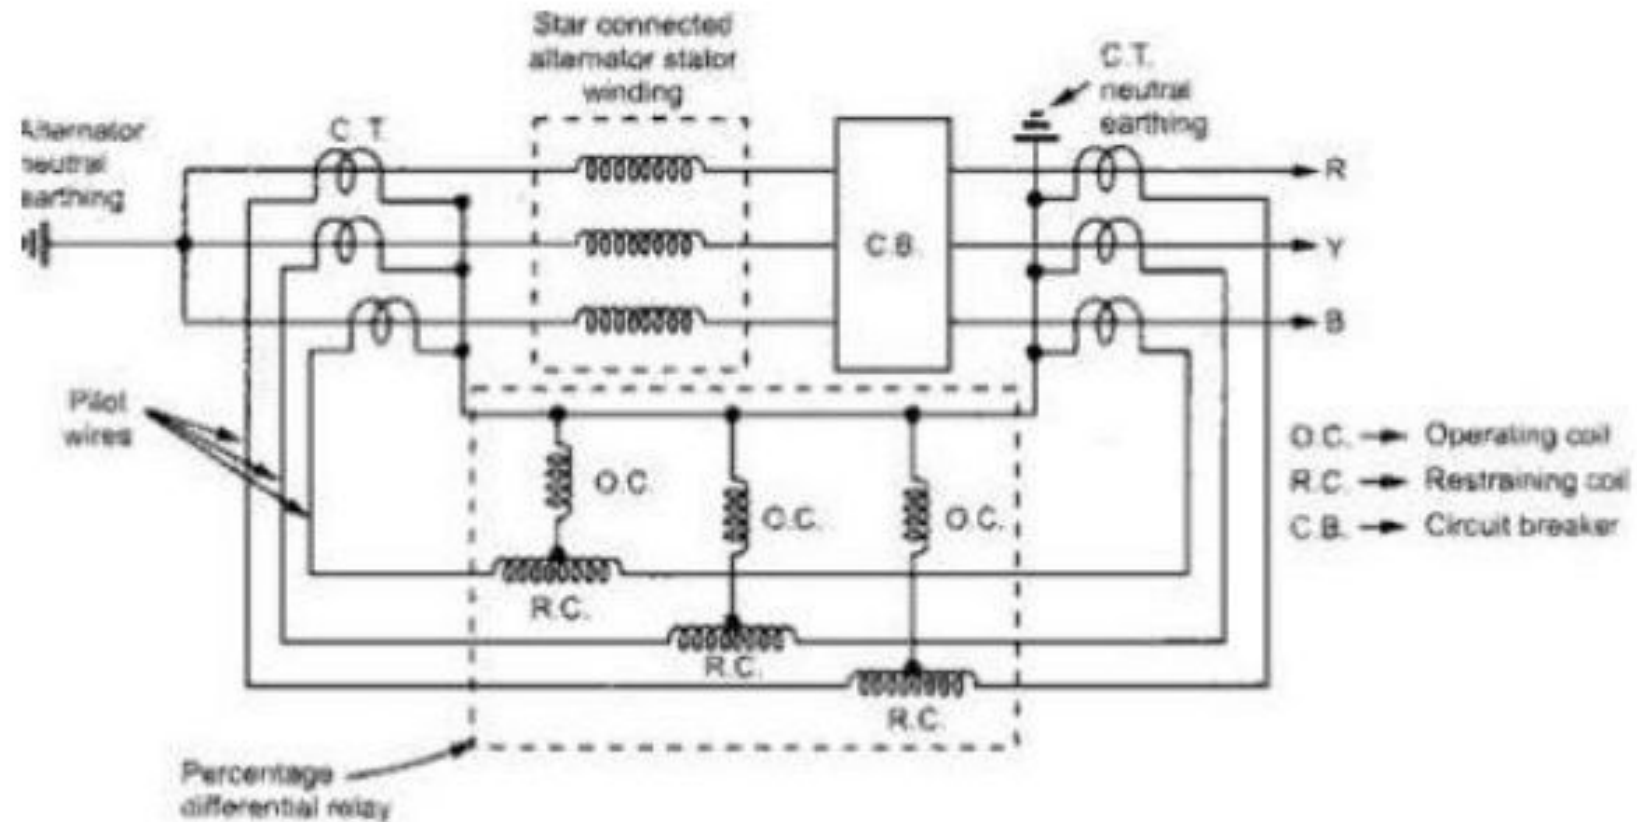 Star connected
alternator stator
winding
C.T.
neutral
earthing
Alternator
neutral
earthing
C.T.
R
Y
C.B.
B
Pilot
wires
O.C.
O.C.
O.C.
R.C.
R.C.
R.C.
O.C. → Operating coil
R.C. → Restraining coil
C.B. → Circuit breaker
Percentage
differential relay